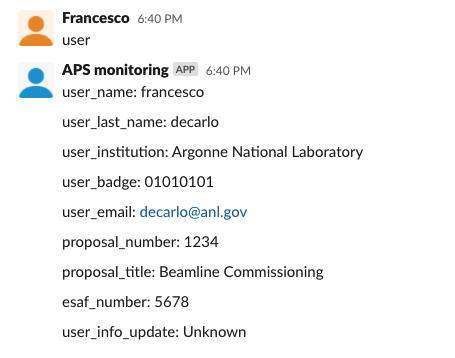 Francesco 6:40 PM
user
APS monitoring APP 6:40 PM
user_name: francesco
user_last_name: decarlo
user_institution: Argonne National Laboratory
user_badge: 01010101
user_email: decarlo@anl.gov
proposal_number: 1234
proposal_title: Beamline Commissioning
esaf_number: 5678
user_info_update: Unknown